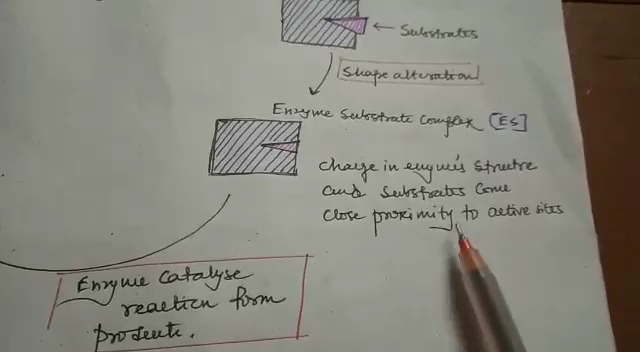 Substrates
Shape alteration
Enzyme Substrate Complex [ES]
Change in enzyme's structure
and Substrates Come
close proximity to active sites
Enzyme Catalyse
reaction form